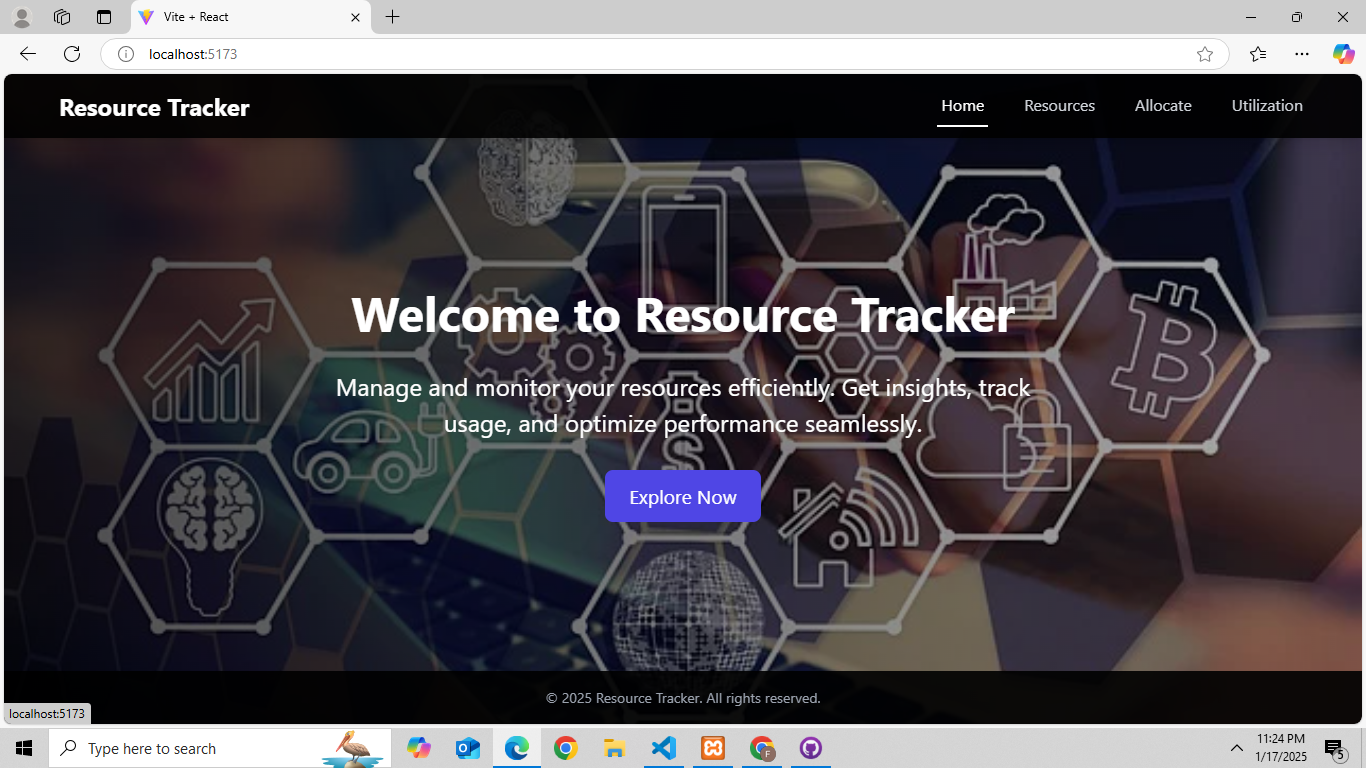 Vite + React
localhost:5173
Resource Tracker
Home
Resources
Allocate
Utilization
Welcome to Resource Tracker
Manage and monitor your resources efficiently. Get insights, track
usage, and optimize performance seamlessly.
$
Explore Now
© 2025 Resource Tracker. All rights reserved.
localhost:5173
Type here to search
F
11:24 PM
1/17/2025
5